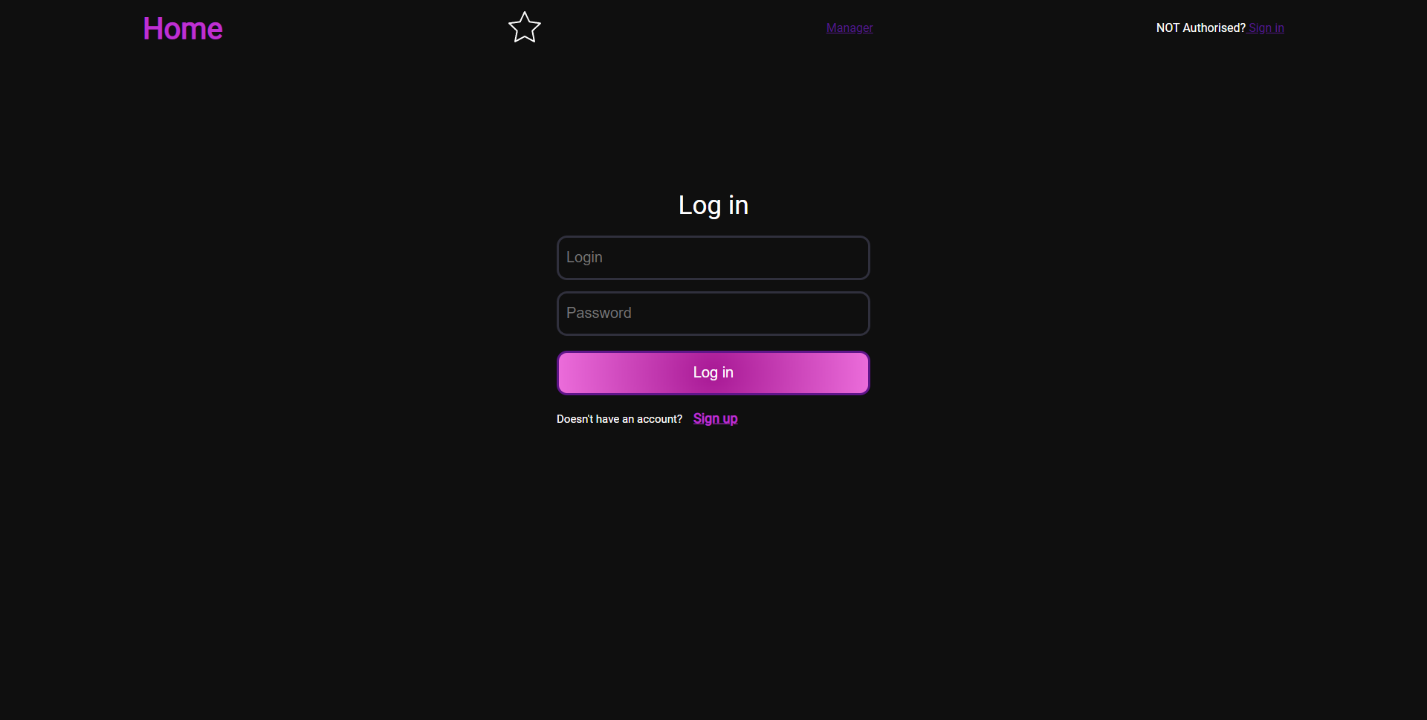 Home
Manager
NOT Authorised? Sign in
Log in
Login
Password
Log in
Doesn't have an account? Sign up